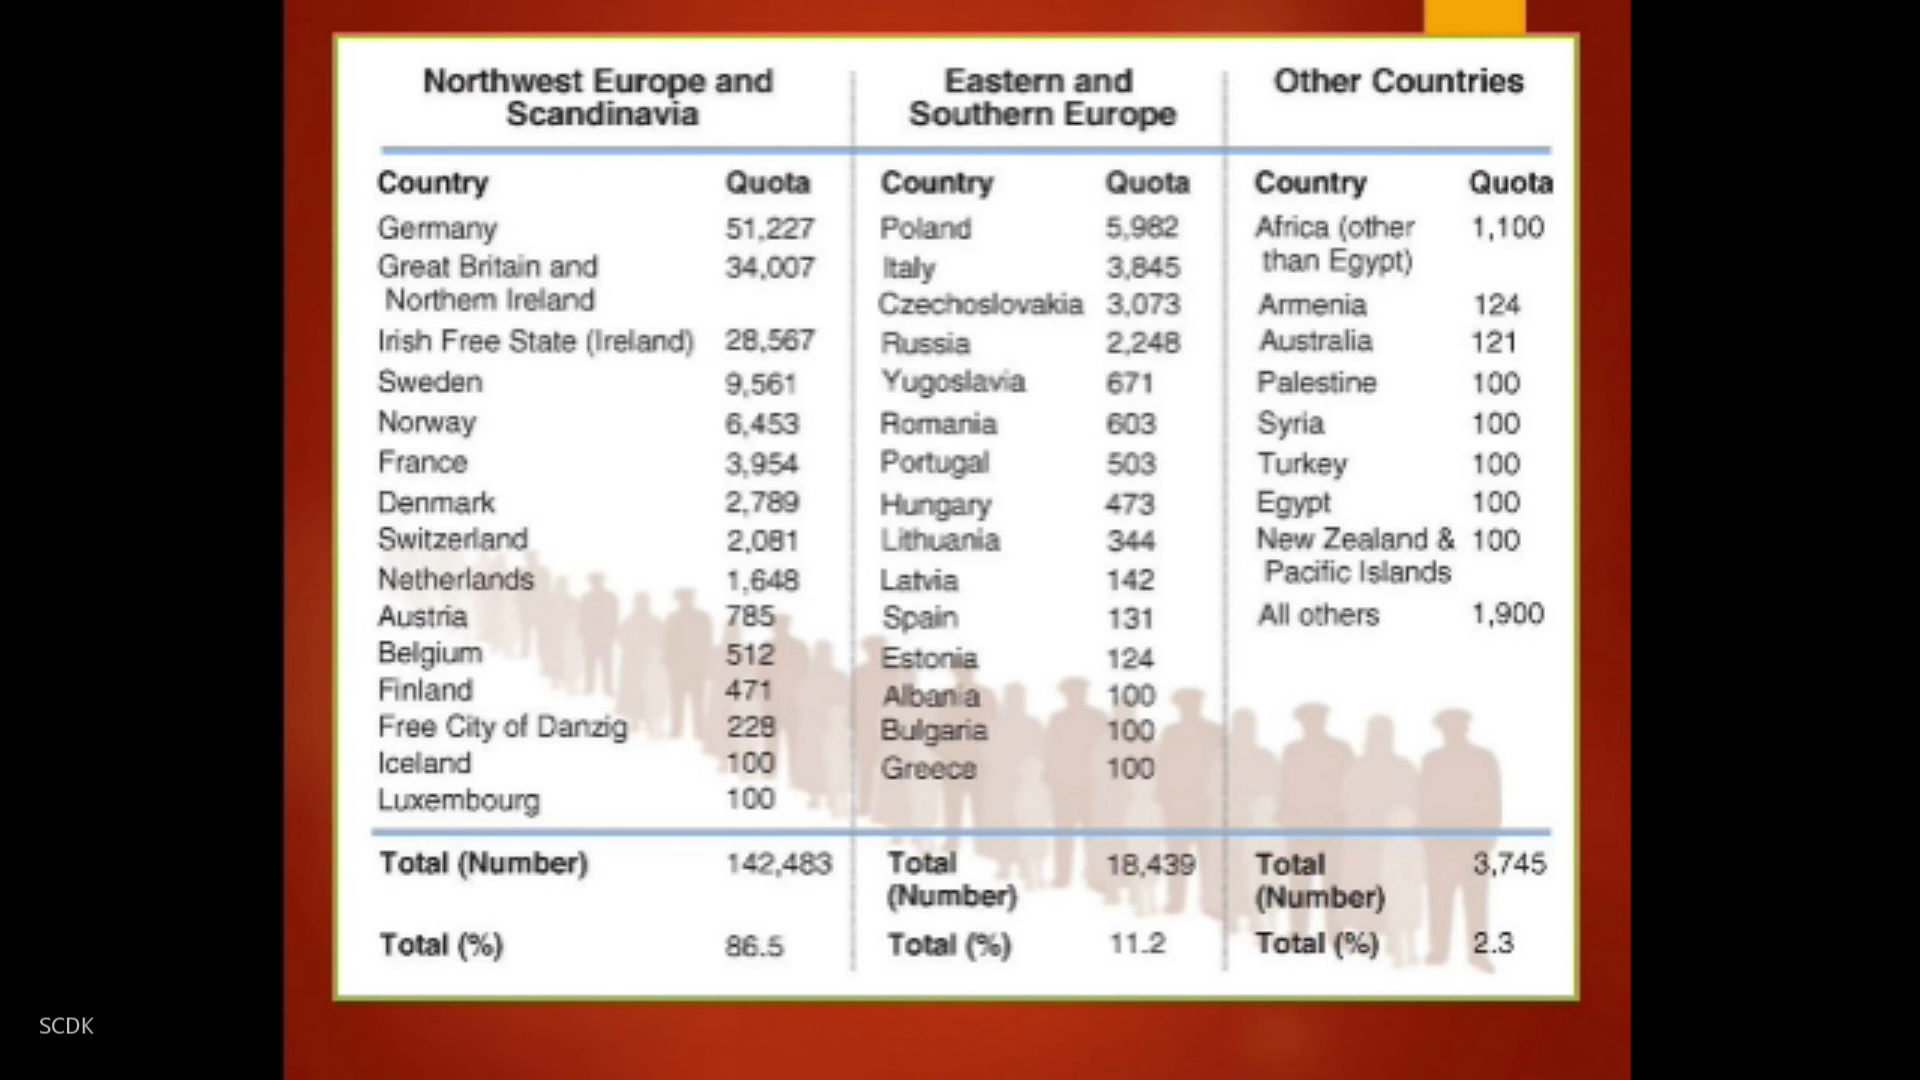 Northwest Europe and
Scandinavia
Country Quota
Germany 51,227
Great Britain and 34,007
Northern Ireland
Irish Free State (Ireland) 28,567
Sweden 9,561
Norway 6,453
France 3,954
Denmark 2,789
Switzerland 2,081
Netherlands 1,648
Austria 785
Belgium 512
Finland 471
Free City of Danzig 228
Iceland 100
Luxembourg 100
Total (Number) 142,483
Total (%) 86.5
Eastern and
Southern Europe
Country Quota
Poland 5,982
Italy 3,845
Czechoslovakia 3,073
Russia 2,248
Yugoslavia 671
Romania 603
Portugal 503
Hungary 473
Lithuania 344
Latvia 142
Spain 131
Estonia 124
Albania 100
Bulgaria 100
Greece 100
Total 18,439
(Number)
Total (%) 11.2
Other Countries
Country Quota
Africa (other 1,100
than Egypt)
Armenia 124
Australia 121
Palestine 100
Syria 100
Turkey 100
Egypt 100
New Zealand & 100
Pacific Islands
All others 1,900
Total 3,745
(Number)
Total (%) 2.3
SCDK